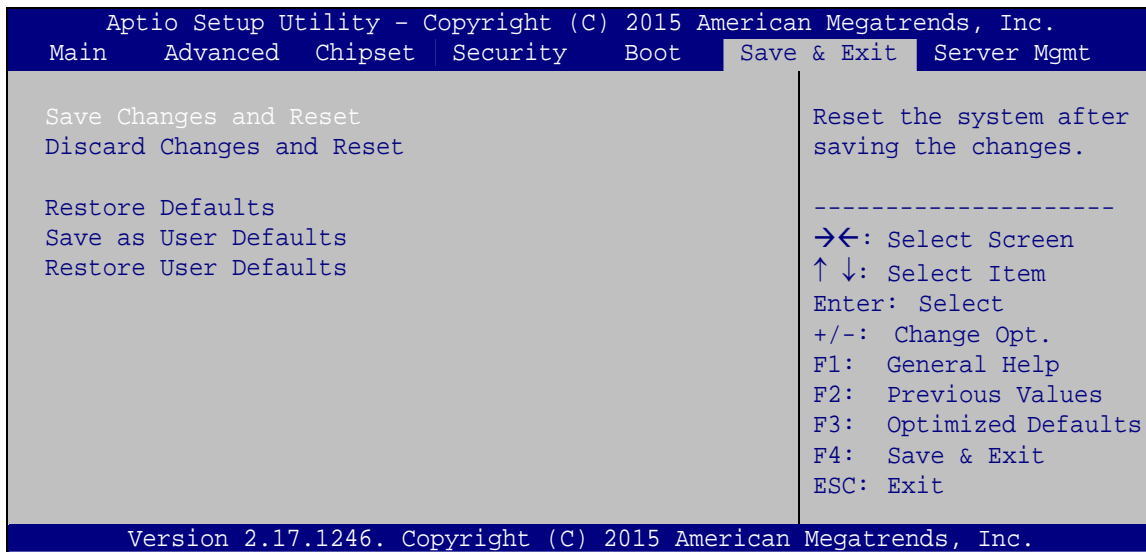 Aptio Setup Utility – Copyright (C) 2015 American Megatrends, Inc.
Main Advanced Chipset Security Boot Save & Exit Server Mgmt
Save Changes and Reset
Discard Changes and Reset
Restore Defaults
Save as User Defaults
Restore User Defaults
Reset the system after
saving the changes.
---------------------
→←: Select Screen
↑ ↓: Select Item
Enter: Select
+/-: Change Opt.
F1: General Help
F2: Previous Values
F3: Optimized Defaults
F4: Save & Exit
ESC: Exit
Version 2.17.1246. Copyright (C) 2015 American Megatrends, Inc.